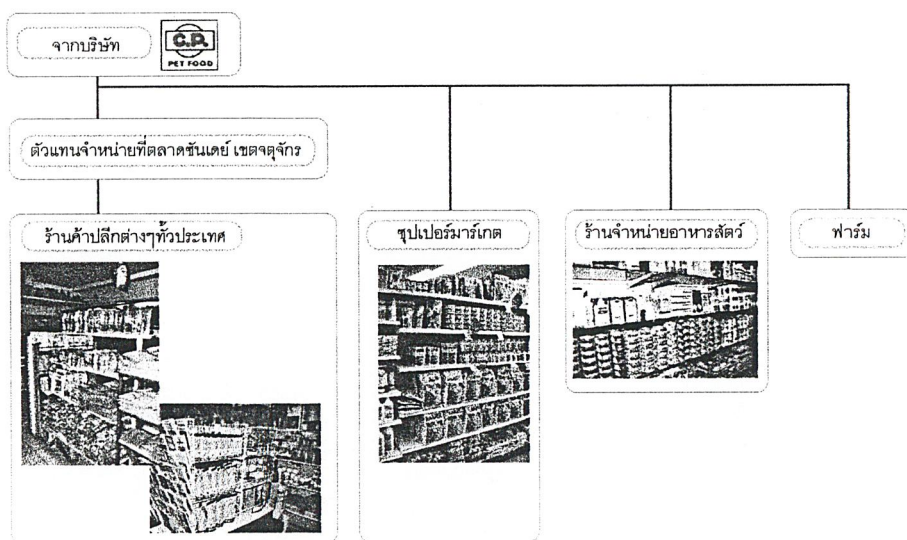 จากบริษัท
C.P.
PET FOOD
ตัวแทนจำหน่ายที่ตลาดซันเดย์ เขตจตุจักร
ร้านค้าปลีกต่างๆทั่วประเทศ
ซุปเปอร์มาร์เกต
ร้านจำหน่ายอาหารสัตว์
ฟาร์ม